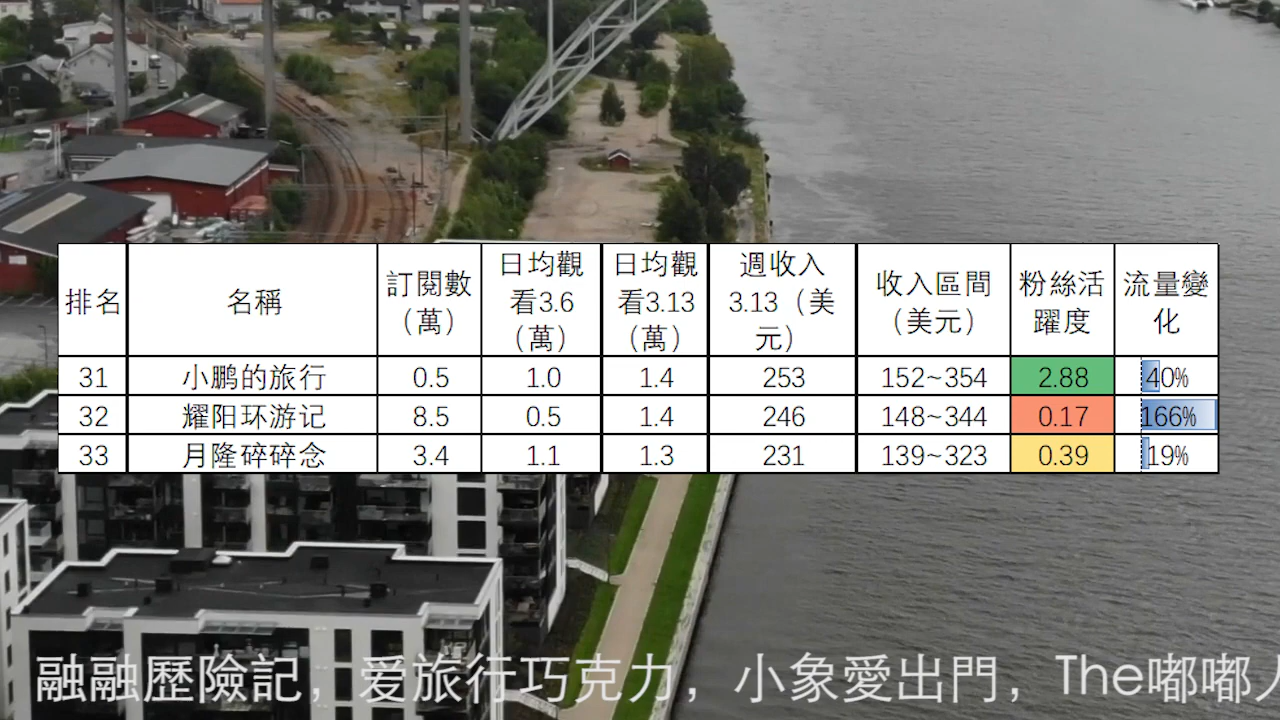 排名 名稱 訂閱數（萬） 日均觀看3.6（萬） 日均觀看3.13（萬） 週收入3.13（美元） 收入區間（美元） 粉絲活躍度 流量變化
31 小鹏的旅行 0.5 1.0 1.4 253 152~354 2.88 40%
32 耀阳环游记 8.5 0.5 1.4 246 148~344 0.17 166%
33 月隆碎碎念 3.4 1.1 1.3 231 139~323 0.39 19%
融融歷險記，爱旅行巧克力，小象愛出門，The嘟嘟人